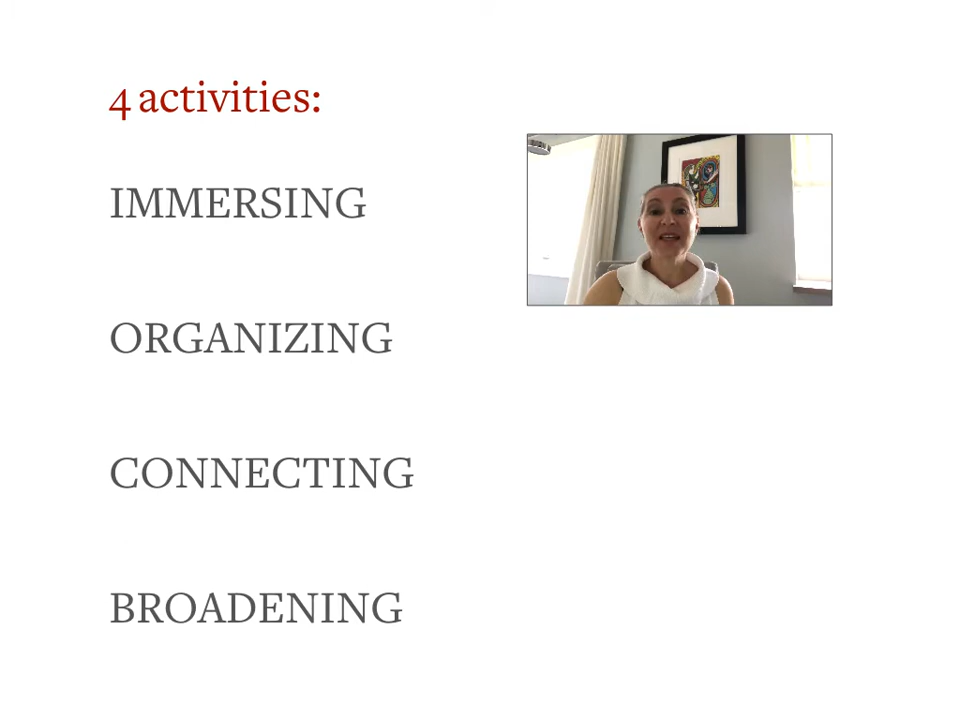 4 activities:
IMMERSING
ORGANIZING
CONNECTING
BROADENING